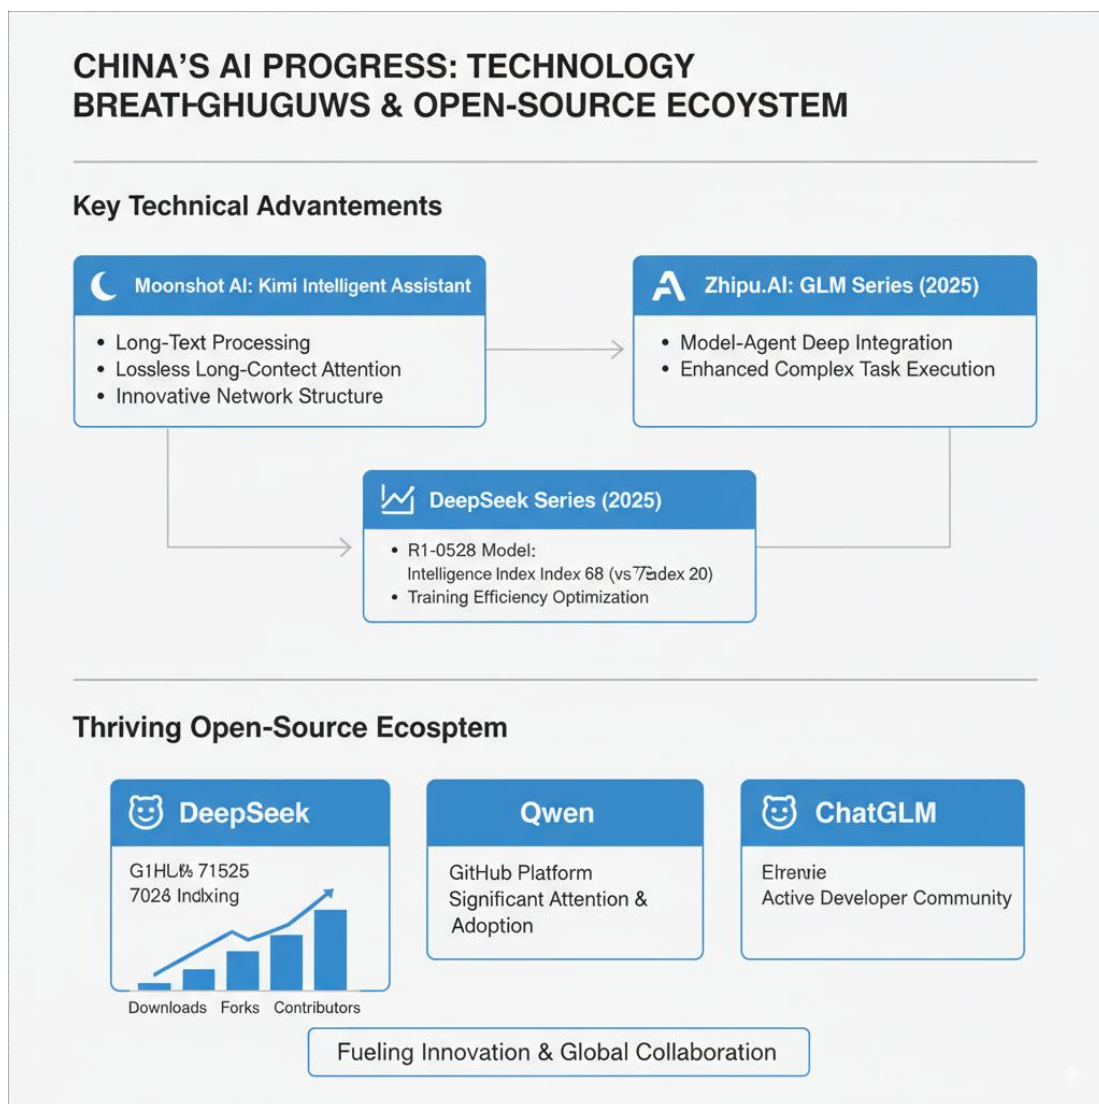 CHINA'S AI PROGRESS: TECHNOLOGY
& OPEN-SOURCE ECOYSTEM
Key Technical Advantements
Moonshot AI: Kimi Intelligent Assistant
• Long-Text Processing
• Lossless Long-Contect Attention
• Innovative Network Structure
Zhipu.AI: GLM Series (2025)
• Model-Agent Deep Integration
• Enhanced Complex Task Execution
DeepSeek Series (2025)
• R1-0528 Model:
Intelligence Index Index 68 (vs 20)
• Training Efficiency Optimization
Thriving Open-Source Ecosptem
DeepSeek
71525
Downloads Forks Contributors
Qwen
GitHub Platform
Significant Attention &
Adoption
ChatGLM
Active Developer Community
Fueling Innovation & Global Collaboration